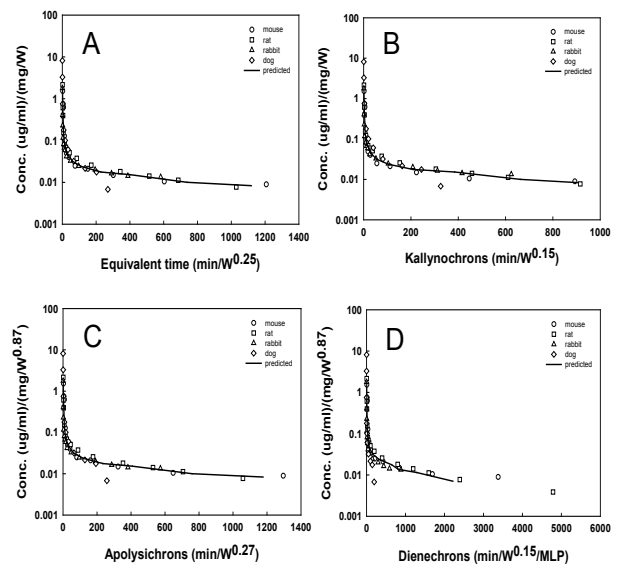 A
mouse
rat
rabbit
dog
predicted
Conc. (ug/ml)/(mg/W)
100
10
1
0.1
0.01
0.001
0 200 400 600 800 1000 1200 1400
Equivalent time (min/W0.25)
B
mouse
rat
rabbit
dog
predicted
Conc. (ug/ml)/(mg/W)
100
10
1
0.1
0.01
0.001
0 200 400 600 800 1000
Kallynochrons (min/W0.15)
C
mouse
rat
rabbit
dog
predicted
Conc. (ug/ml)/(mg/W0.87)
100
10
1
0.1
0.01
0.001
0 200 400 600 800 1000 1200 1400
Apolysichrons (min/W0.27)
D
mouse
rat
rabbit
dog
predicted
Conc. (ug/ml)/(mg/W0.87)
100
10
1
0.1
0.01
0.001
0 1000 2000 3000 4000 5000 6000
Dienechrons (min/W0.15/MLP)